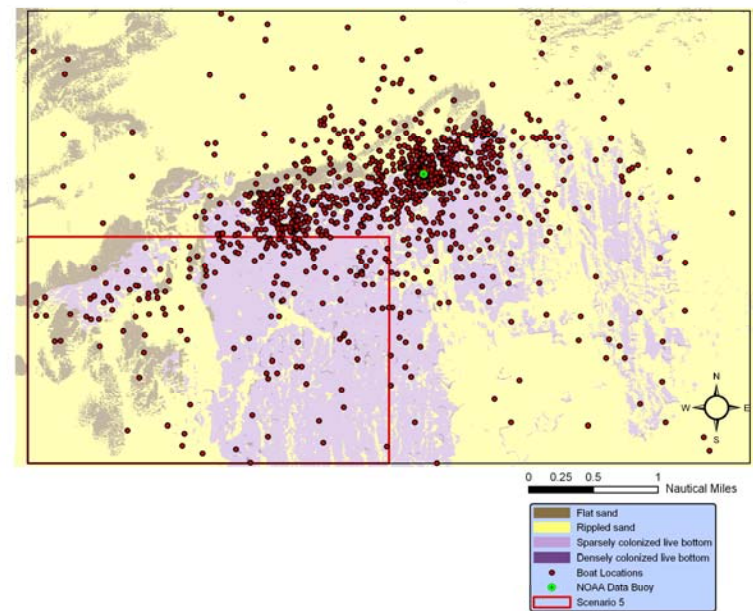 N
W E
S
0 0.25 0.5 1
Nautical Miles
Flat sand
Rippled sand
Sparsely colonized live bottom
Densely colonized live bottom
Boat Locations
NOAA Data Buoy
Scenario 5